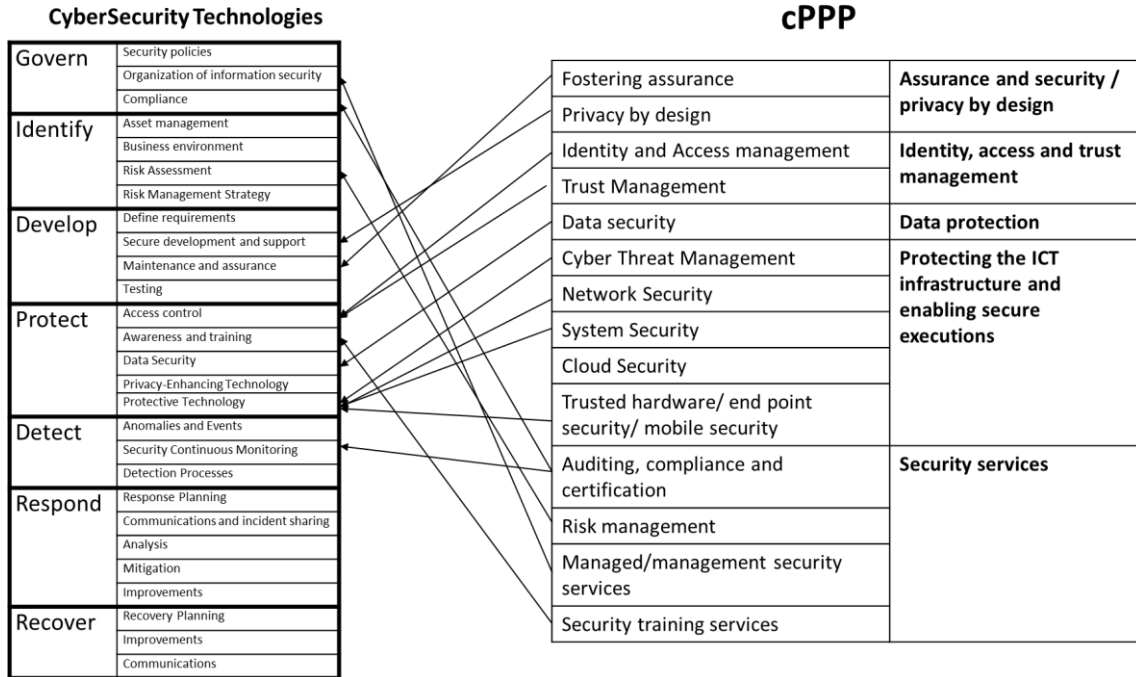 CyberSecurity Technologies
Govern
Security policies
Organization of information security
Compliance
Identify
Asset management
Business environment
Risk Assessment
Risk Management Strategy
Develop
Define requirements
Secure development and support
Maintenance and assurance
Testing
Protect
Access control
Awareness and training
Data Security
Privacy-Enhancing Technology
Protective Technology
Detect
Anomalies and Events
Security Continuous Monitoring
Detection Processes
Respond
Response Planning
Communications and incident sharing
Analysis
Mitigation
Improvements
Recover
Recovery Planning
Improvements
Communications
cPPP
Fostering assurance
Privacy by design
Assurance and security /
privacy by design
Identity and Access management
Trust Management
Identity, access and trust
management
Data security
Data protection
Cyber Threat Management
Network Security
System Security
Cloud Security
Trusted hardware/ end point
security/ mobile security
Protecting the ICT
infrastructure and
enabling secure
executions
Auditing, compliance and
certification
Risk management
Managed/management security
services
Security training services
Security services